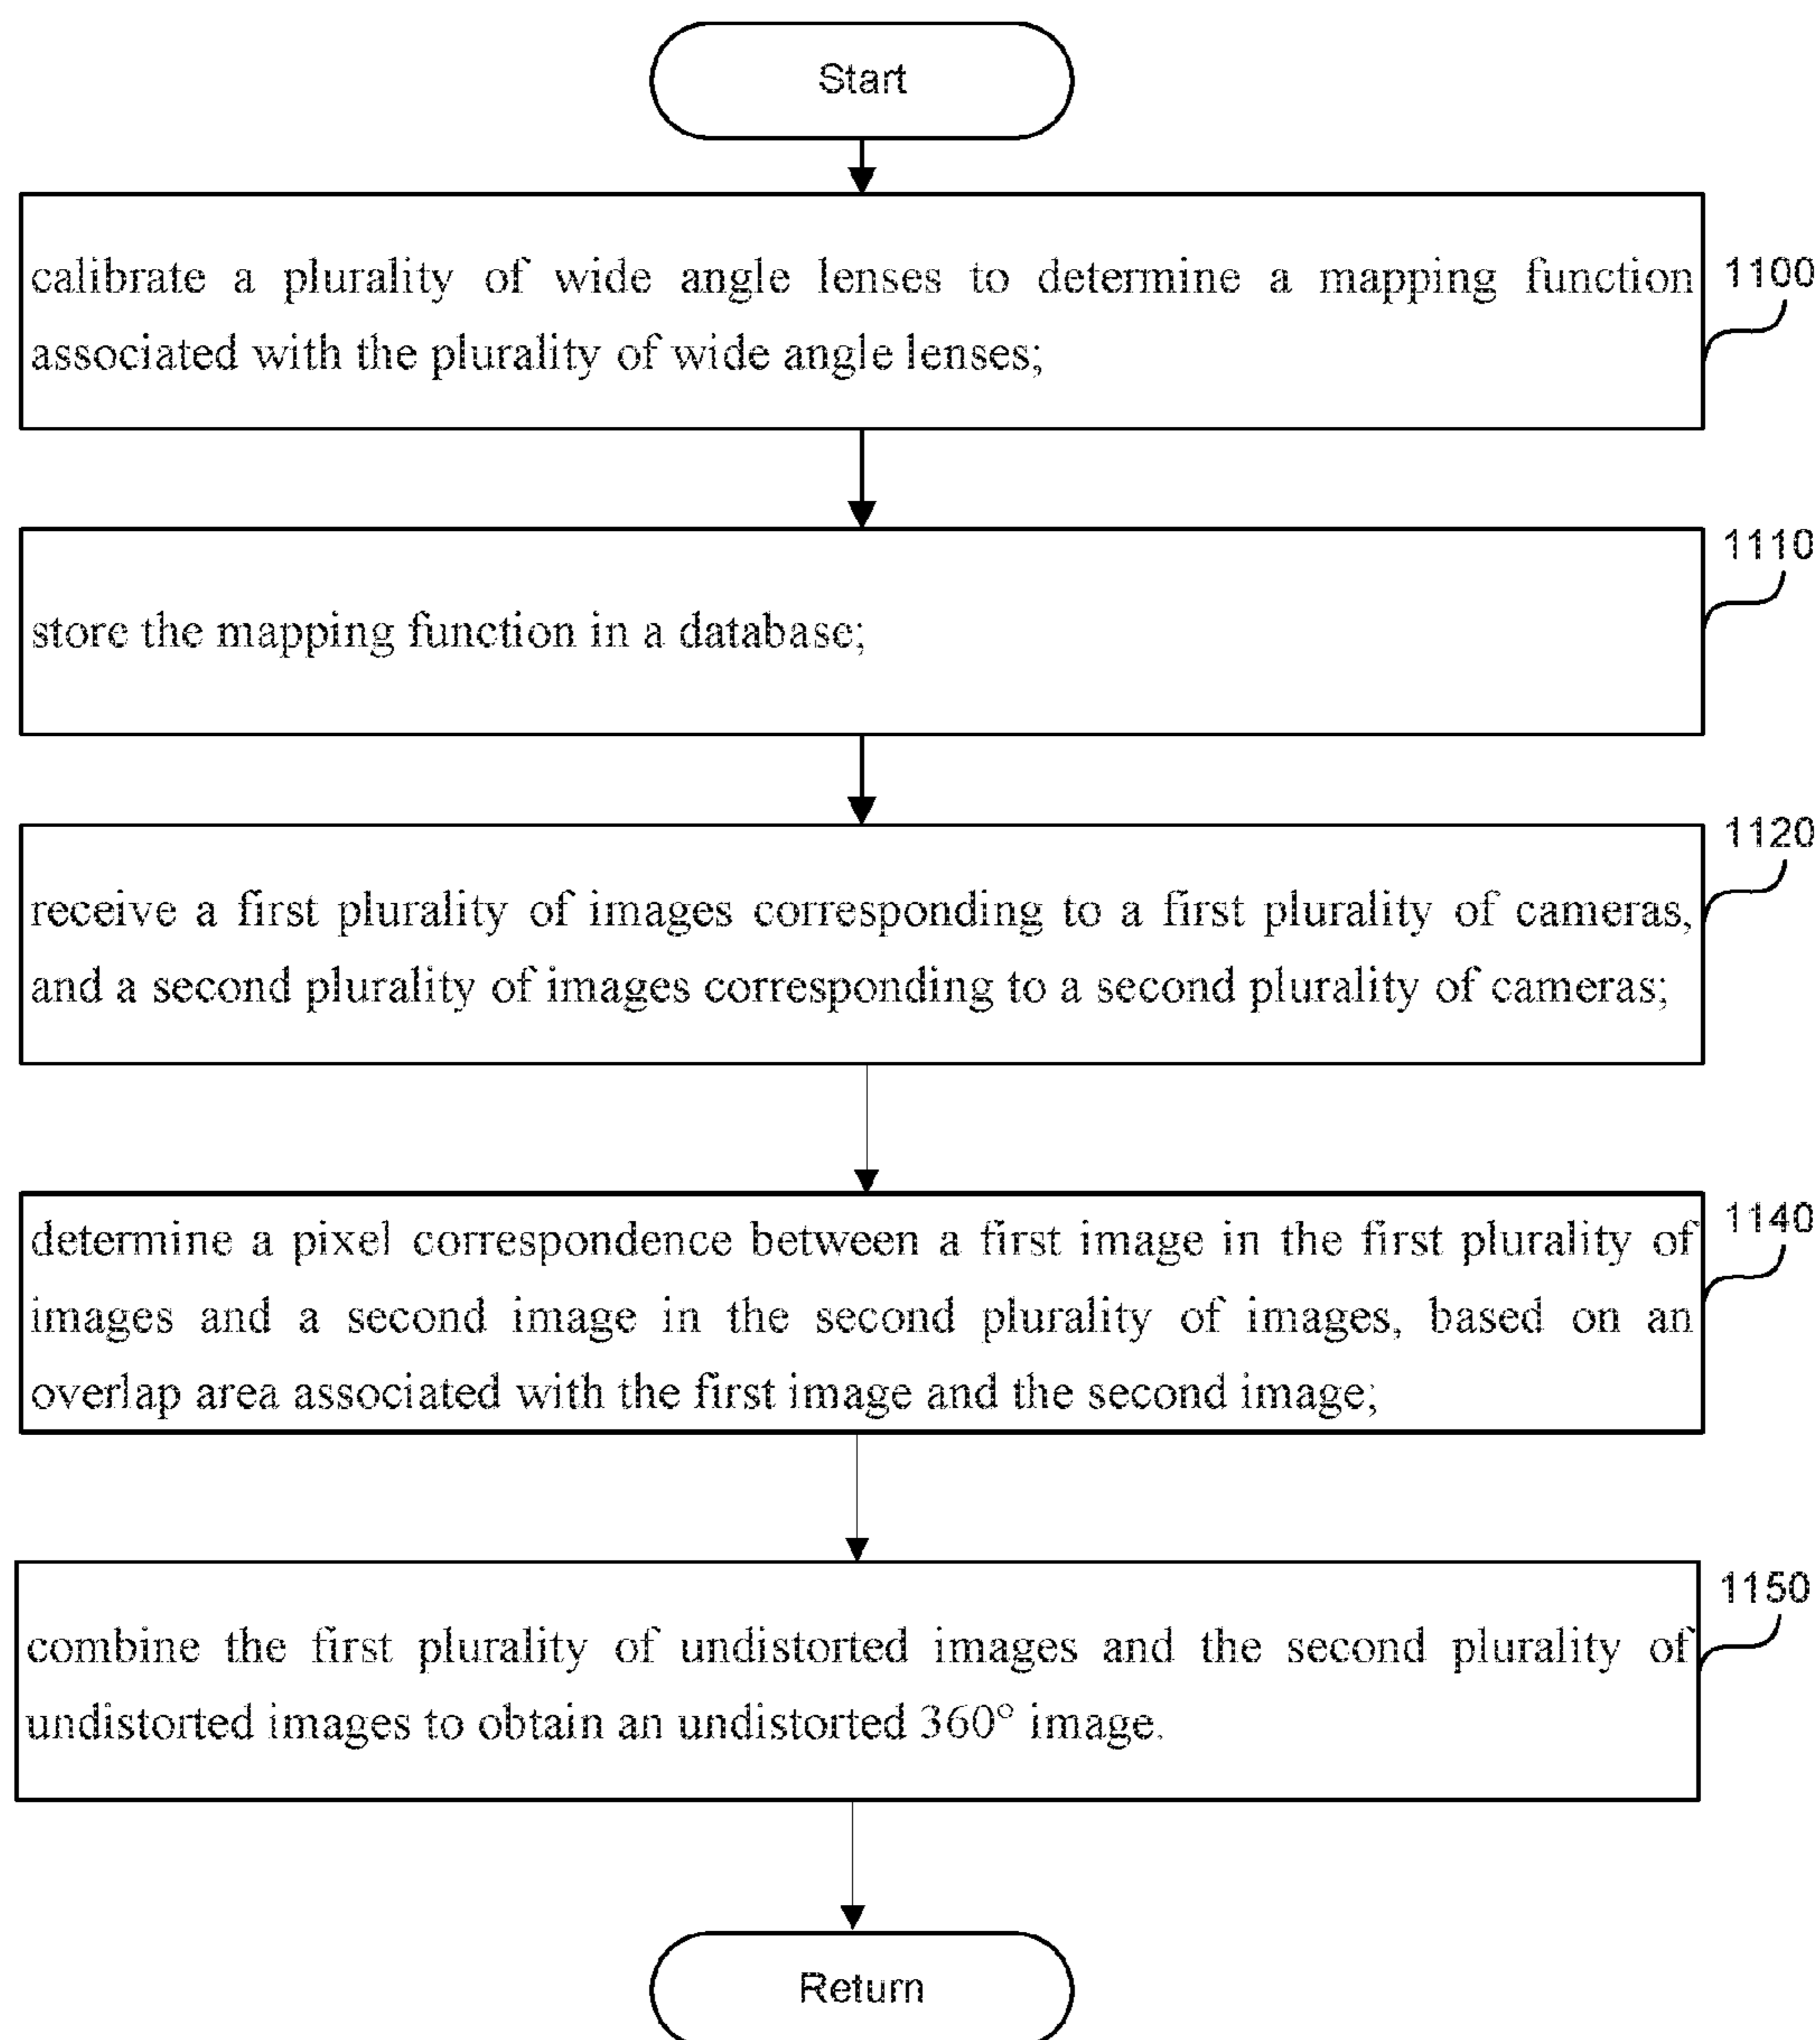 Start
calibrate a plurality of wide angle lenses to determine a mapping function
associated with the plurality of wide angle lenses;
1100
store the mapping function in a database;
1110
receive a first plurality of images corresponding to a first plurality of cameras,
and a second plurality of images corresponding to a second plurality of cameras;
1120
determine a pixel correspondence between a first image in the first plurality of
images and a second image in the second plurality of images, based on an
overlap area associated with the first image and the second image;
1140
combine the first plurality of undistorted images and the second plurality of
undistorted images to obtain an undistorted 360° image.
1150
Return